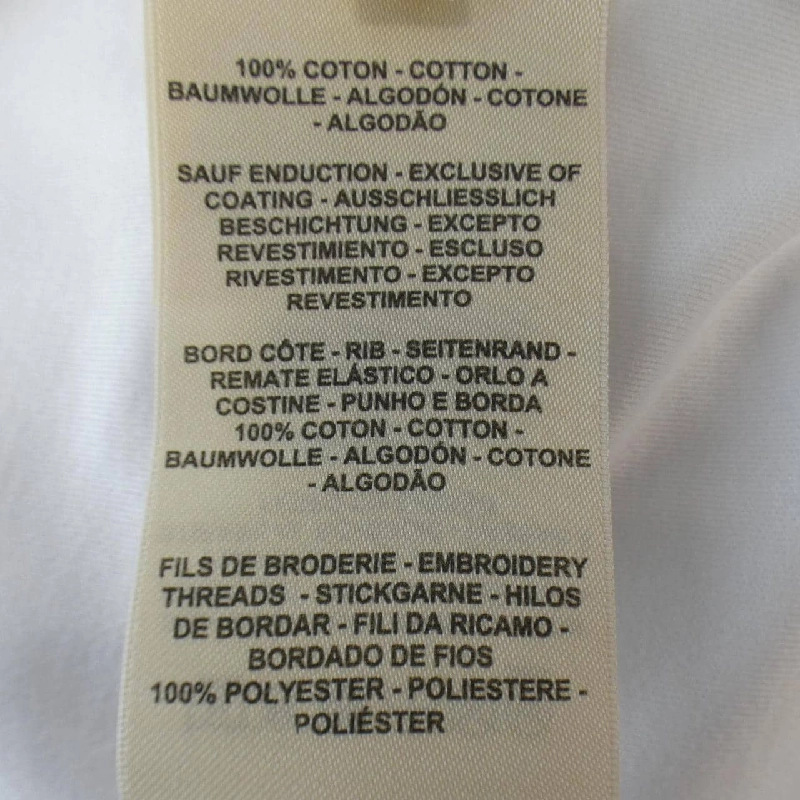 100% COTON - COTTON -
BAUMWOLLE - ALGODÓN - COTONE
- ALGODÃO
SAUF ENDUCTION - EXCLUSIVE OF
COATING - AUSSCHLIESSLICH
BESCHICHTUNG - EXCEPTO
REVESTIMIENTO - ESCLUSO
RIVESTIMENTO - EXCEPTO
REVESTIMENTO
BORD CÔTE - RIB - SEITENRAND -
REMATE ELÁSTICO - ORLO A
COSTINE - PUNHO E BORDA
100% COTON - COTTON -
BAUMWOLLE - ALGODÓN - COTONE
- ALGODÃO
FILS DE BRODERIE - EMBROIDERY
THREADS - STICKGARNE - HILOS
DE BORDAR - FILI DA RICAMO -
BORDADO DE FIOS
100% POLYESTER - POLIESTERE -
POLIÉSTER